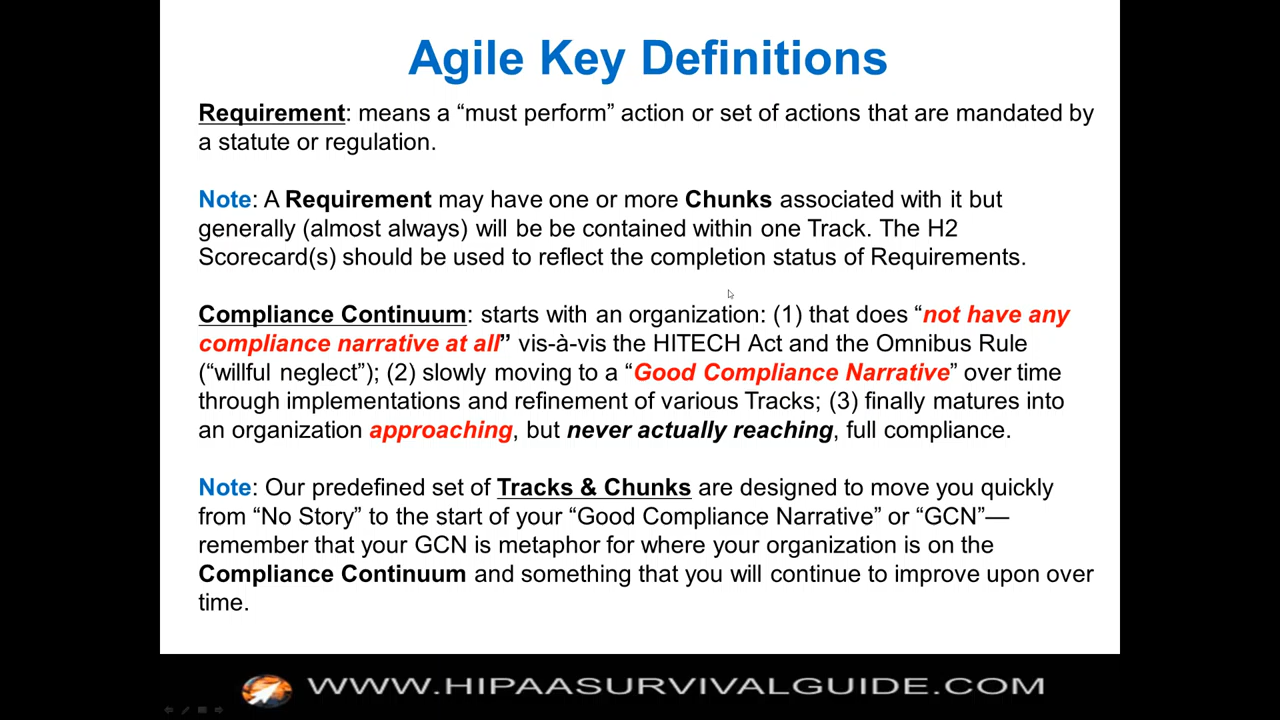 Agile Key Definitions
Requirement: means a “must perform” action or set of actions that are mandated by
a statute or regulation.
Note: A Requirement may have one or more Chunks associated with it but
generally (almost always) will be be contained within one Track. The H2
Scorecard(s) should be used to reflect the completion status of Requirements.
Compliance Continuum: starts with an organization: (1) that does “not have any
compliance narrative at all” vis-à-vis the HITECH Act and the Omnibus Rule
(“willful neglect”); (2) slowly moving to a “Good Compliance Narrative” over time
through implementations and refinement of various Tracks; (3) finally matures into
an organization approaching, but never actually reaching, full compliance.
Note: Our predefined set of Tracks & Chunks are designed to move you quickly
from “No Story” to the start of your “Good Compliance Narrative” or “GCN”—
remember that your GCN is metaphor for where your organization is on the
Compliance Continuum and something that you will continue to improve upon over
time.
WWW.HIPAASURVIVALGUIDE.COM